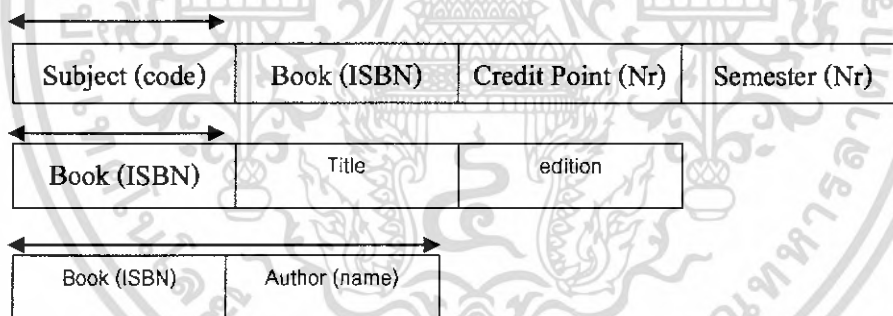 Subject (code) Book (ISBN) Credit Point (Nr) Semester (Nr)
Book (ISBN) Title edition
Book (ISBN) Author (name)